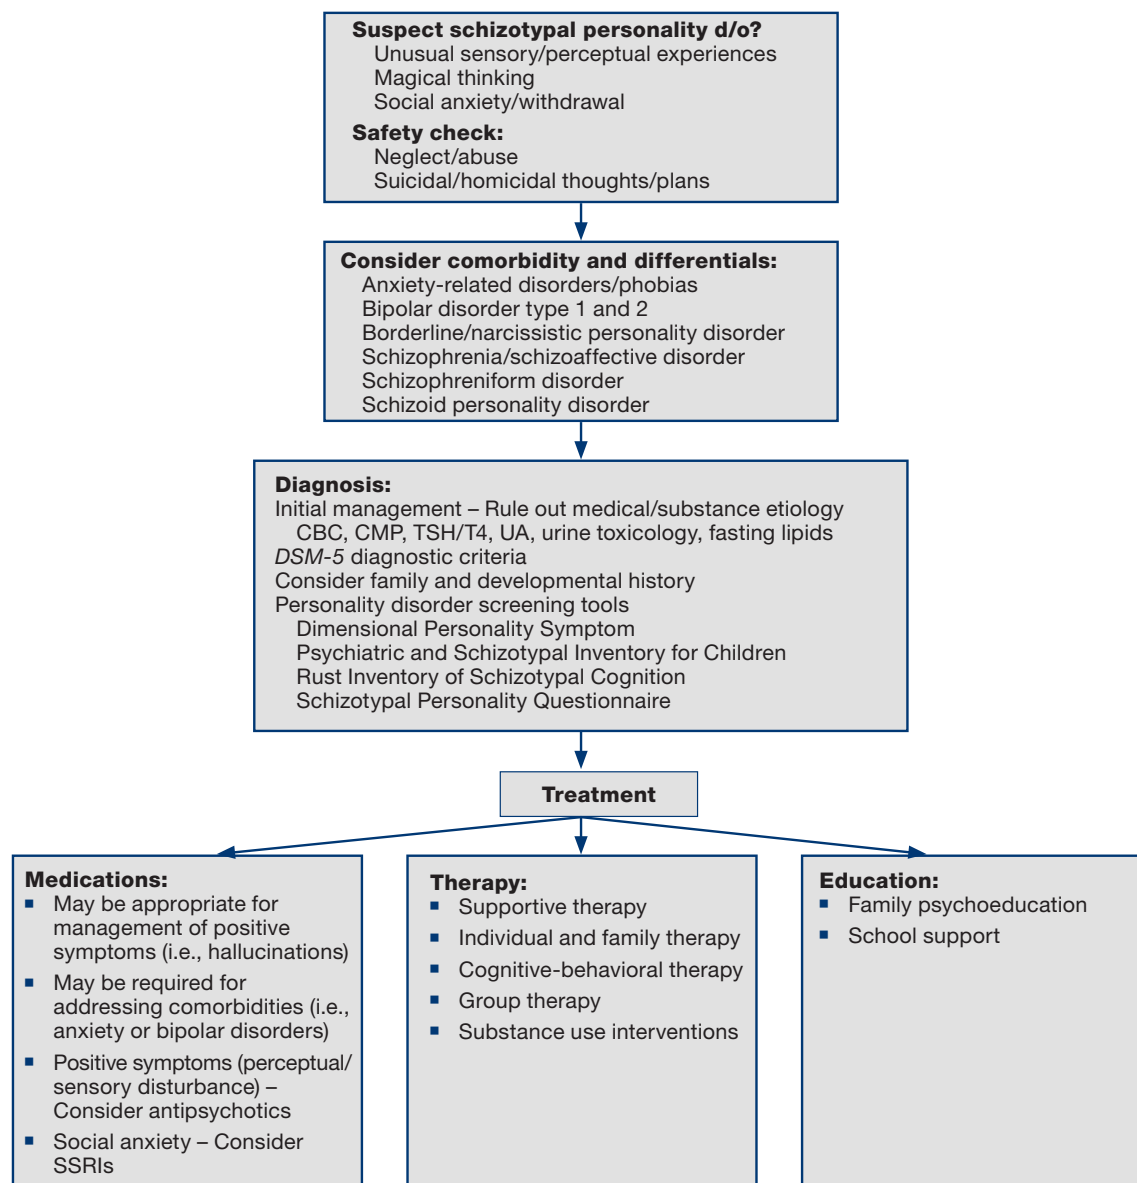 Suspect schizotypal personality d/o?
Unusual sensory/perceptual experiences
Magical thinking
Social anxiety/withdrawal
Safety check:
Neglect/abuse
Suicidal/homicidal thoughts/plans
Consider comorbidity and differentials:
Anxiety-related disorders/phobias
Bipolar disorder type 1 and 2
Borderline/narcissistic personality disorder
Schizophrenia/schizoaffective disorder
Schizophreniform disorder
Schizoid personality disorder
Diagnosis:
Initial management – Rule out medical/substance etiology
CBC, CMP, TSH/T4, UA, urine toxicology, fasting lipids
DSM-5 diagnostic criteria
Consider family and developmental history
Personality disorder screening tools
Dimensional Personality Symptom
Psychiatric and Schizotypal Inventory for Children
Rust Inventory of Schizotypal Cognition
Schizotypal Personality Questionnaire
Treatment
Medications:
■ May be appropriate for
management of positive
symptoms (i.e., hallucinations)
■ May be required for
addressing comorbidities (i.e.,
anxiety or bipolar disorders)
■ Positive symptoms (perceptual/
sensory disturbance) –
Consider antipsychotics
■ Social anxiety – Consider
SSRIs
Therapy:
■ Supportive therapy
■ Individual and family therapy
■ Cognitive-behavioral therapy
■ Group therapy
■ Substance use interventions
Education:
■ Family psychoeducation
■ School support